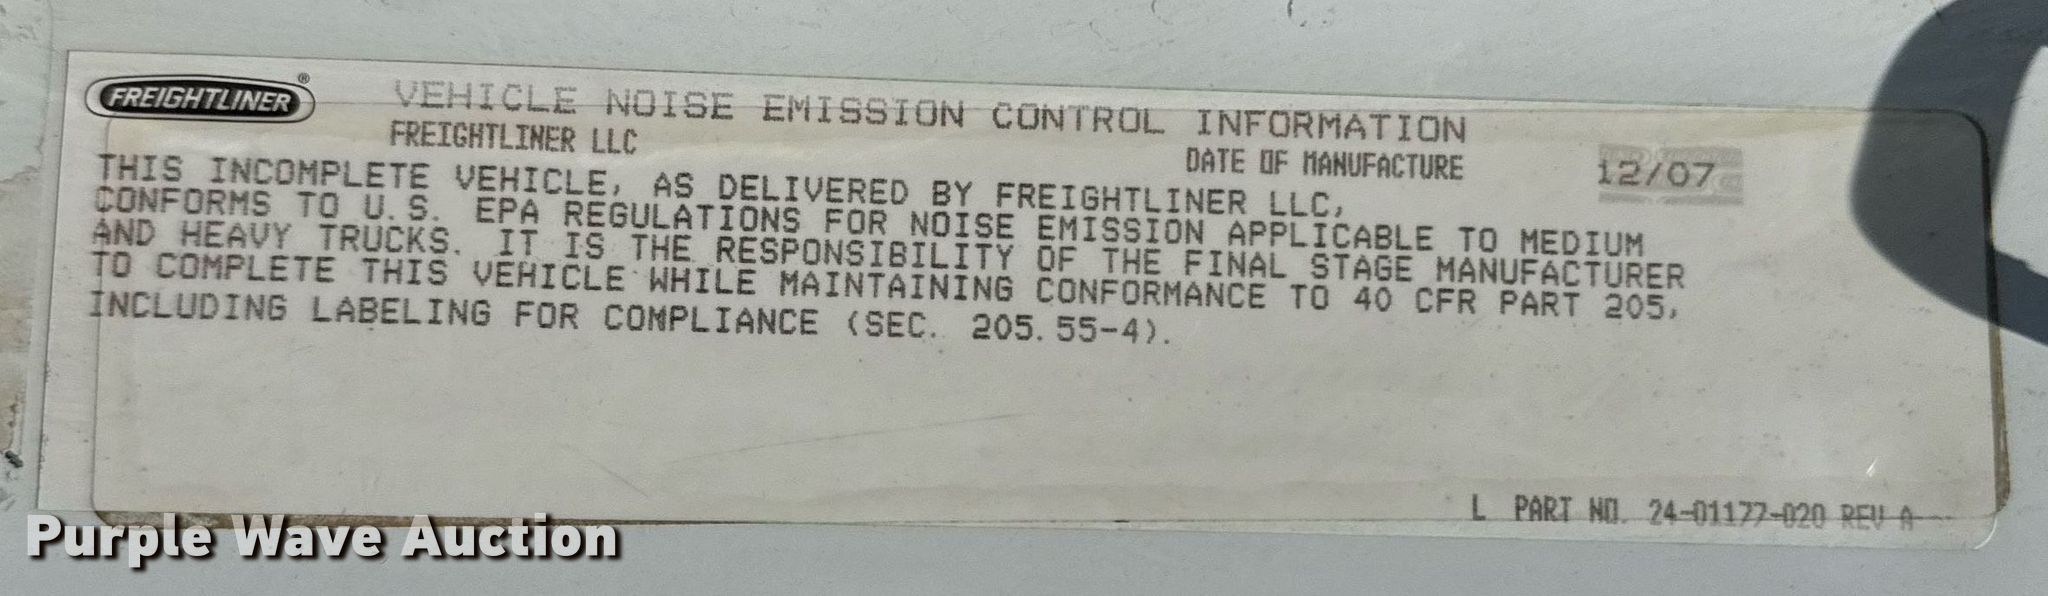 FREIGHTLINER®
VEHICLE NOISE EMISSION CONTROL INFORMATION
FREIGHTLINER LLC
DATE OF MANUFACTURE 12/07
THIS INCOMPLETE VEHICLE, AS DELIVERED BY FREIGHTLINER LLC,
CONFORMS TO U.S. EPA REGULATIONS FOR NOISE EMISSION APPLICABLE TO MEDIUM
AND HEAVY TRUCKS. IT IS THE RESPONSIBILITY OF THE FINAL STAGE MANUFACTURER
TO COMPLETE THIS VEHICLE WHILE MAINTAINING CONFORMANCE TO 40 CFR PART 205,
INCLUDING LABELING FOR COMPLIANCE (SEC. 205.55-4).
L PART NO. 24-01177-020 REV A
Purple Wave Auction